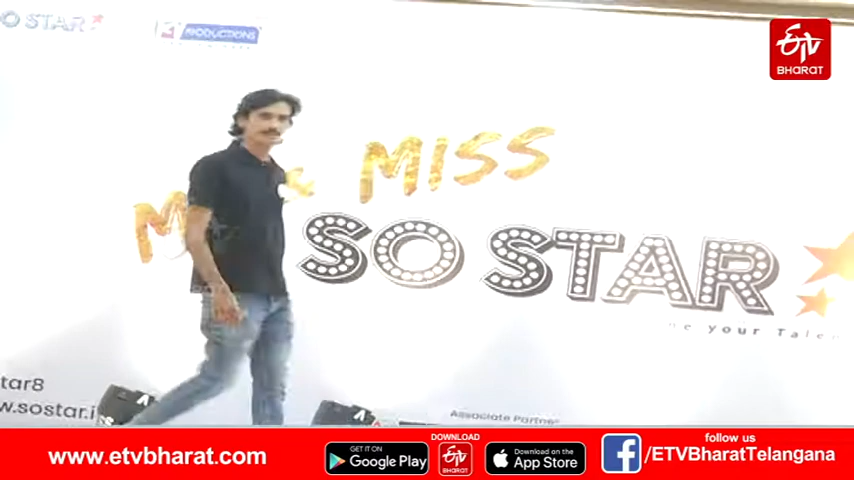 SO STAR
PRODUCTIONS
ETV
BHARAT
& MISS
SO STAR
your Talen
tar8
w.sostar.i
Associate Partner
www.etvbharat.com
GET IT ON
Google Play
DOWNLOAD
ETV
BHARAT
Download on the
App Store
follow us
/ETVBharatTelangana